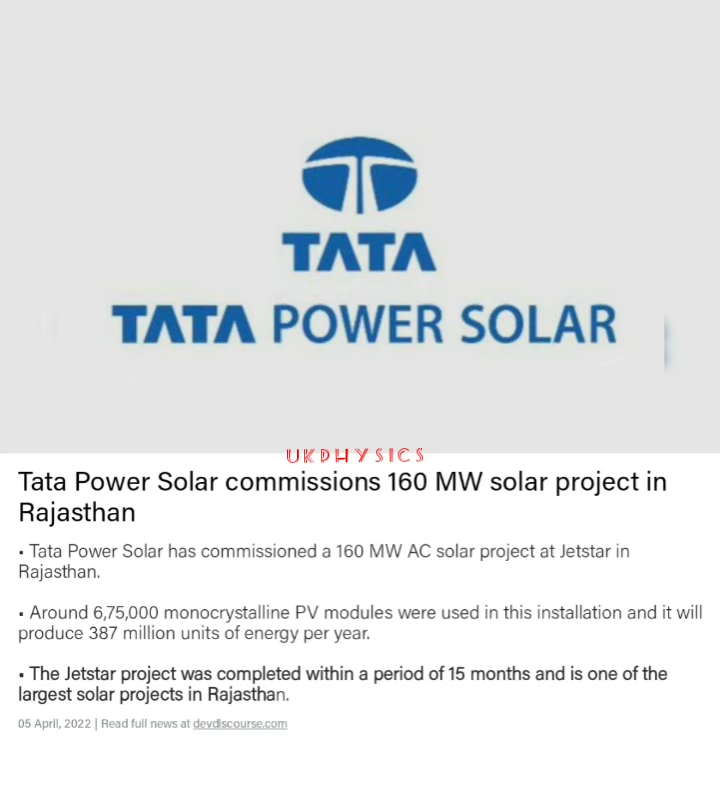 TATA
TATA POWER SOLAR
UKPHYSICS
Tata Power Solar commissions 160 MW solar project in
Rajasthan
• Tata Power Solar has commissioned a 160 MW AC solar project at Jetstar in
Rajasthan.
• Around 6,75,000 monocrystalline PV modules were used in this installation and it will
produce 387 million units of energy per year.
• The Jetstar project was completed within a period of 15 months and is one of the
largest solar projects in Rajasthan.
05 April, 2022 | Read full news at devdiscourse.com